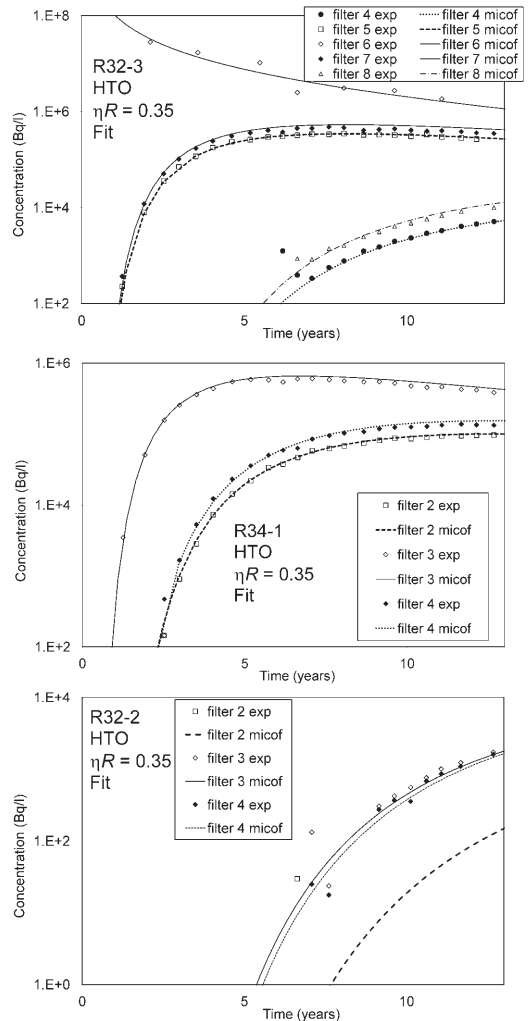 1.E+8
1.E+6
1.E+4
1.E+2
Concentration (Bq/l)
R32-3
HTO
ηR = 0.35
Fit
filter 4 exp
filter 5 exp
filter 6 exp
filter 7 exp
filter 8 exp
filter 4 micof
filter 5 micof
filter 6 micof
filter 7 micof
filter 8 micof
0 5 10
Time (years)
1.E+6
1.E+4
1.E+2
Concentration (Bq/l)
R34-1
HTO
ηR = 0.35
Fit
filter 2 exp
filter 2 micof
filter 3 exp
filter 3 micof
filter 4 exp
filter 4 micof
0 5 10
Time (years)
1.E+4
1.E+2
1.E+0
Concentration (Bq/l)
R32-2
HTO
ηR = 0.35
Fit
filter 2 exp
filter 2 micof
filter 3 exp
filter 3 micof
filter 4 exp
filter 4 micof
0 5 10
Time (years)